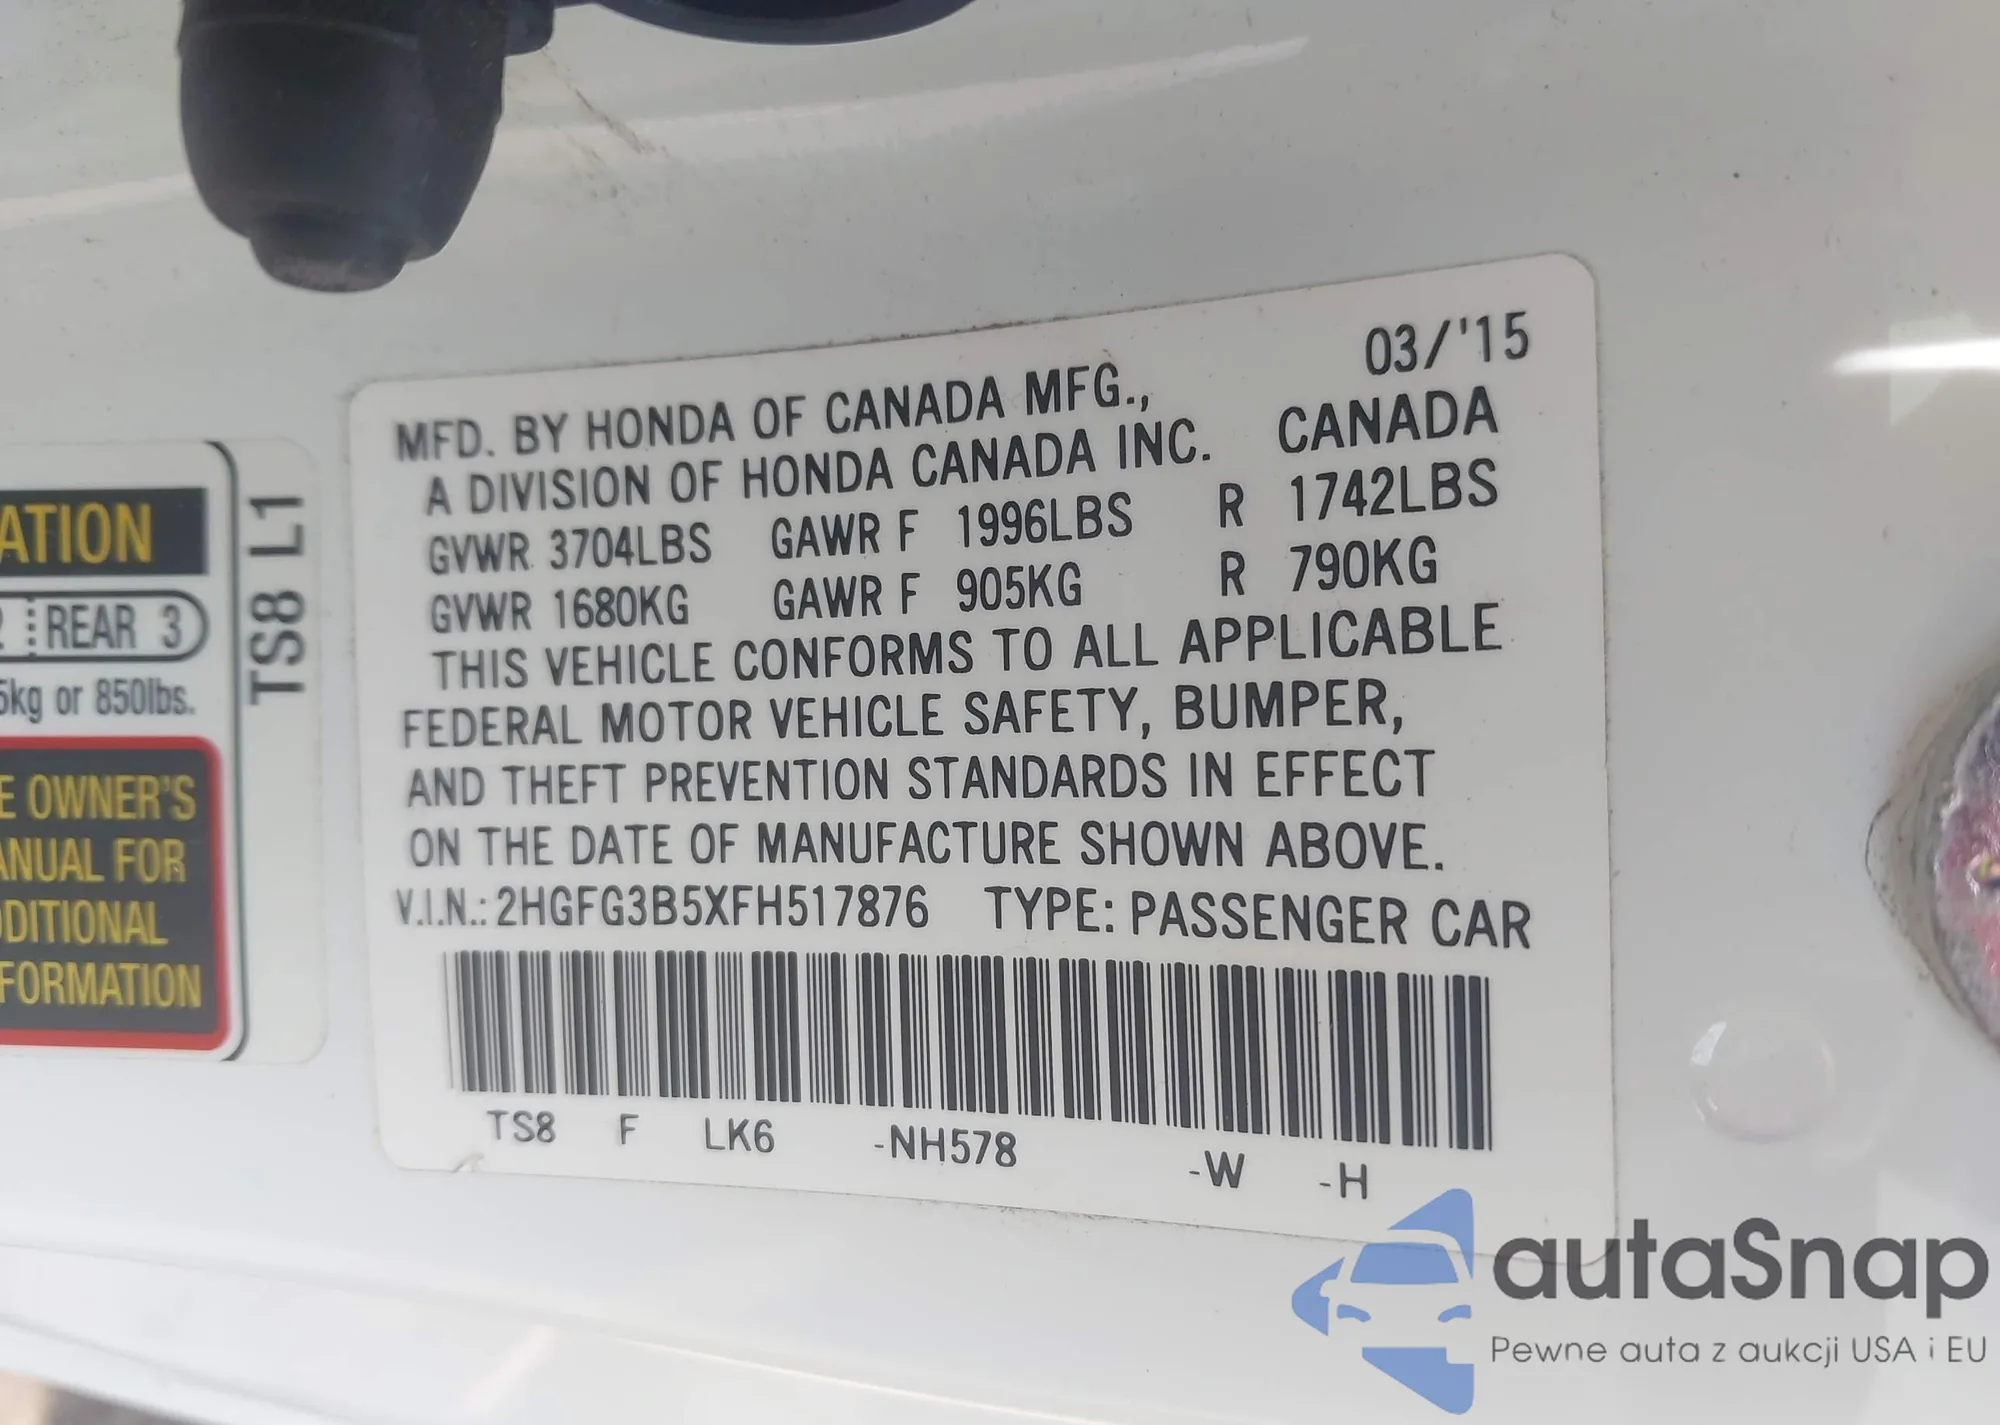 03/'15
MFD. BY HONDA OF CANADA MFG.,
A DIVISION OF HONDA CANADA INC. CANADA
GVWR 3704LBS GAWR F 1996LBS R 1742LBS
GVWR 1680KG GAWR F 905KG R 790KG
THIS VEHICLE CONFORMS TO ALL APPLICABLE
FEDERAL MOTOR VEHICLE SAFETY, BUMPER,
AND THEFT PREVENTION STANDARDS IN EFFECT
ON THE DATE OF MANUFACTURE SHOWN ABOVE.
V.I.N.: 2HGFG3B5XFH517876 TYPE: PASSENGER CAR
TS8 F LK6 -NH578 -W -H
ATION
REAR 3
5kg or 850lbs.
E OWNER'S
ANUAL FOR
DDITIONAL
FORMATION
TS8 L1
autaSnap
Pewne auta z aukcji USA i EU